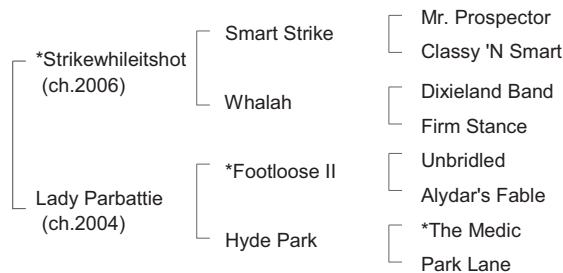 Mr. Prospector
Smart Strike
Classy 'N Smart
*Strikewhileitshot
(ch.2006)
Dixieland Band
Whalah
Firm Stance
Unbridled
*Footloose II
Alydar's Fable
Lady Parbattie
(ch.2004)
*The Medic
Hyde Park
Park Lane